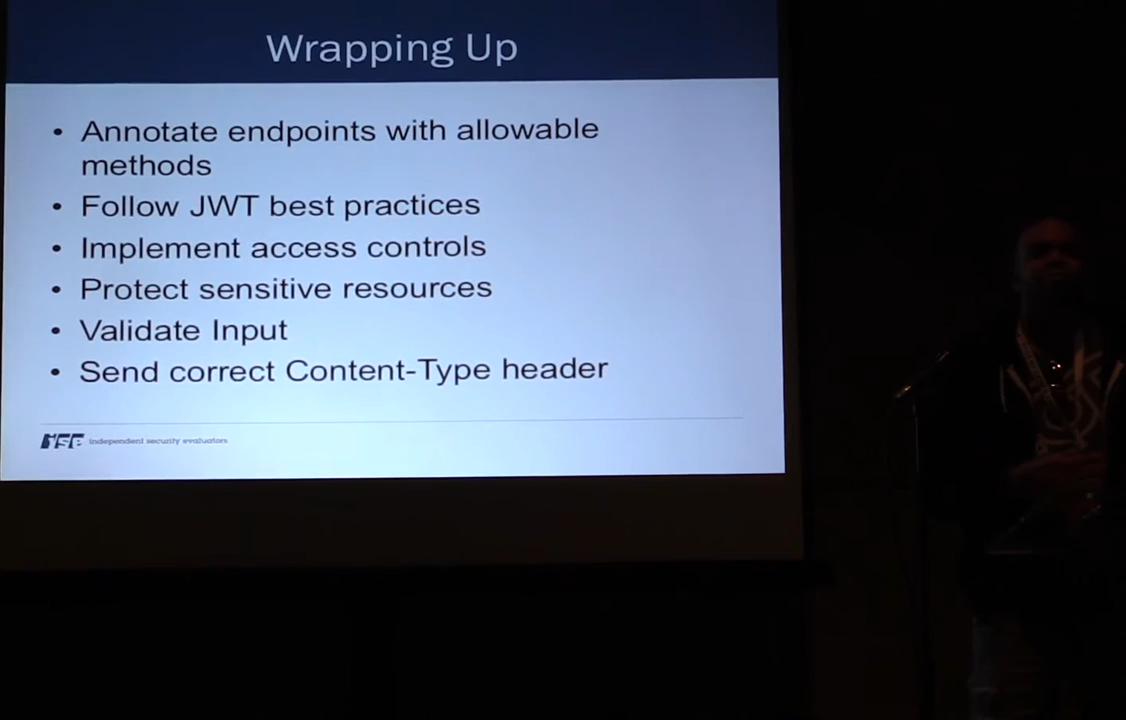 Wrapping Up
• Annotate endpoints with allowable
methods
• Follow JWT best practices
• Implement access controls
• Protect sensitive resources
• Validate Input
• Send correct Content-Type header
ise independent security evaluators